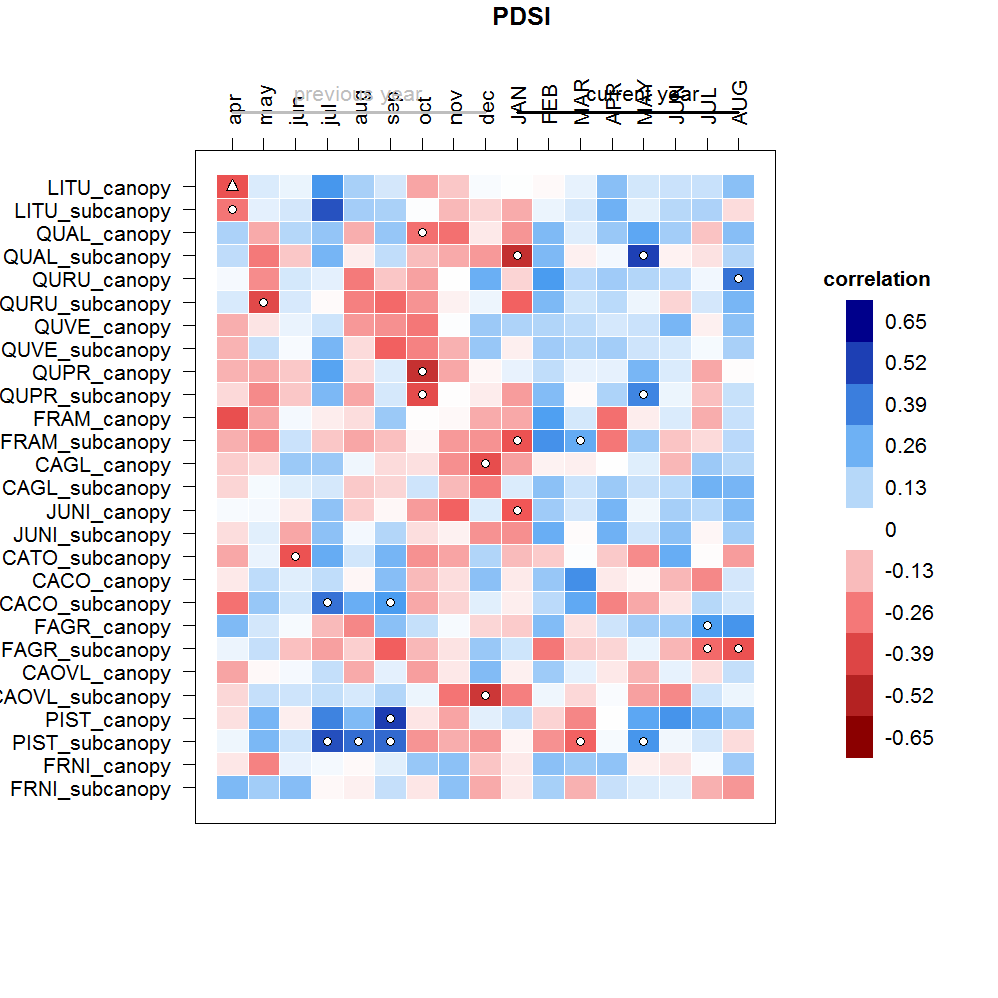 PDSI
previous year
current year
apr
may
jun
jul
aug
sep
oct
nov
dec
JAN
FEB
MAR
APR
MAY
JUN
JUL
AUG
LITU_canopy
LITU_subcanopy
QUAL_canopy
QUAL_subcanopy
QURU_canopy
QURU_subcanopy
QUVE_canopy
QUVE_subcanopy
QUPR_canopy
QUPR_subcanopy
FRAM_canopy
FRAM_subcanopy
CAGL_canopy
CAGL_subcanopy
JUNI_canopy
JUNI_subcanopy
CATO_subcanopy
CACO_canopy
CACO_subcanopy
FAGR_canopy
FAGR_subcanopy
CAOVL_canopy
CAOVL_subcanopy
PIST_canopy
PIST_subcanopy
FRNI_canopy
FRNI_subcanopy
correlation
0.65
0.52
0.39
0.26
0.13
0
-0.13
-0.26
-0.39
-0.52
-0.65